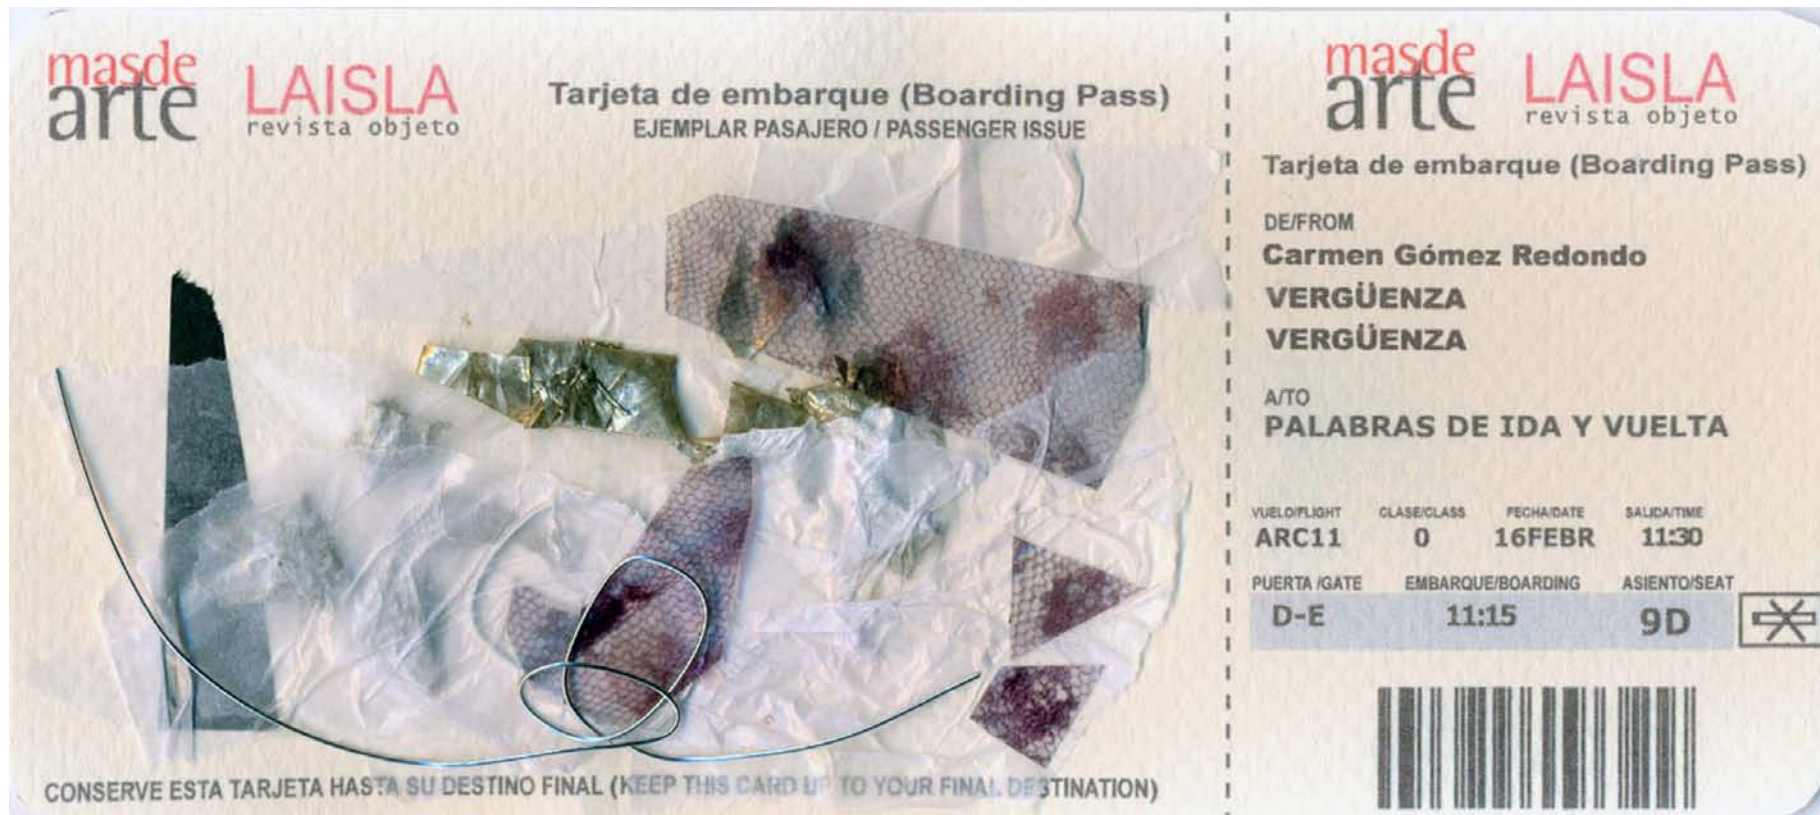 masde
arte
LAISLA
revista objeto
Tarjeta de embarque (Boarding Pass)
EJEMPLAR PASAJERO / PASSENGER ISSUE
CONSERVE ESTA TARJETA HASTA SU DESTINO FINAL (KEEP THIS CARD UP TO YOUR FINAL DESTINATION)
masde
arte
LAISLA
revista objeto
Tarjeta de embarque (Boarding Pass)
DE/FROM
Carmen Gómez Redondo
VERGÜENZA
VERGÜENZA
A/TO
PALABRAS DE IDA Y VUELTA
VUELO/FLIGHT CLASE/CLASS FECHA/DATE SALIDA/TIME
ARC11 0 16FEBR 11:30
PUERTA /GATE EMBARQUE/BOARDING ASIENTO/SEAT
D-E 11:15 9D